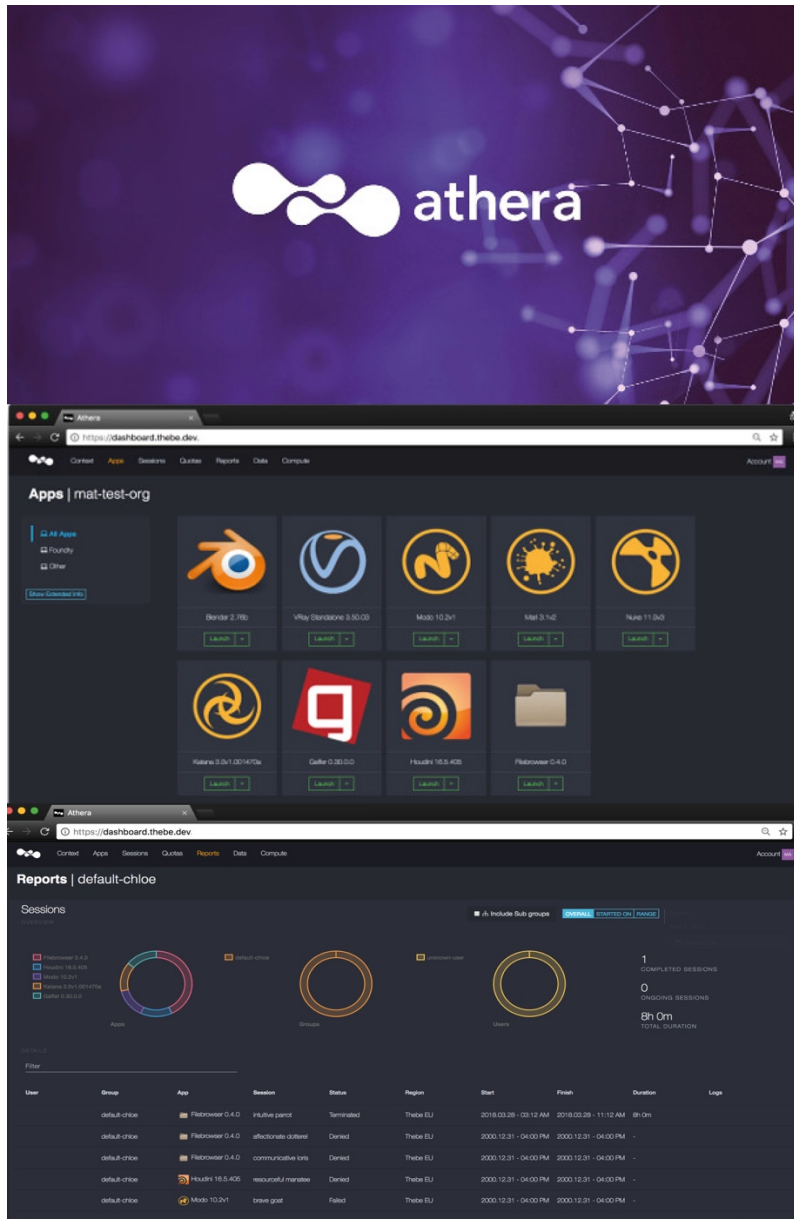 athera
Athera
https://dashboard.thebe.dev.
Context Apps Sessions Quotas Reports Data Compute Account
Apps | mat-test-org
All Apps
Foundry
Other
Show Extended Info
Blender 2.78b VRay Standalone 3.50.03 Modo 10.2v1 Mari 3.1v2 Nuke 11.0v3
Launch Launch Launch Launch Launch
Katana 3.0v1.001470a Gaffer 0.30.0.0 Houdini 16.5.405 Filebrowser 0.4.0
Launch Launch Launch Launch
Athera
https://dashboard.thebe.dev
Context Apps Sessions Quotas Reports Data Compute Account
Reports | default-chloe
Sessions
OVERVIEW
Include Sub groups OVERALL STARTED ON RANGE
Filebrowser 0.4.0
Houdini 16.5.405
Modo 10.2v1
Katana 3.0v1.001470a
Gaffer 0.30.0.0
Apps
default-chloe
Groups
unknown-user
Users
1
COMPLETED SESSIONS
0
ONGOING SESSIONS
8h 0m
TOTAL DURATION
DETAILS
Filter
User Group App Session Status Region Start Finish Duration Logs
default-chloe Filebrowser 0.4.0 intuitive parrot Terminated Thebe EU 2018.03.28 - 03:12 AM 2018.03.28 - 11:12 AM 8h 0m
default-chloe Filebrowser 0.4.0 affectionate dotterel Denied Thebe EU 2000.12.31 - 04:00 PM 2000.12.31 - 04:00 PM -
default-chloe Filebrowser 0.4.0 communicative loris Denied Thebe EU 2000.12.31 - 04:00 PM 2000.12.31 - 04:00 PM -
default-chloe Houdini 16.5.405 resourceful manatee Denied Thebe EU 2000.12.31 - 04:00 PM 2000.12.31 - 04:00 PM -
default-chloe Modo 10.2v1 brave goat Failed Thebe EU 2000.12.31 - 04:00 PM 2000.12.31 - 04:00 PM -